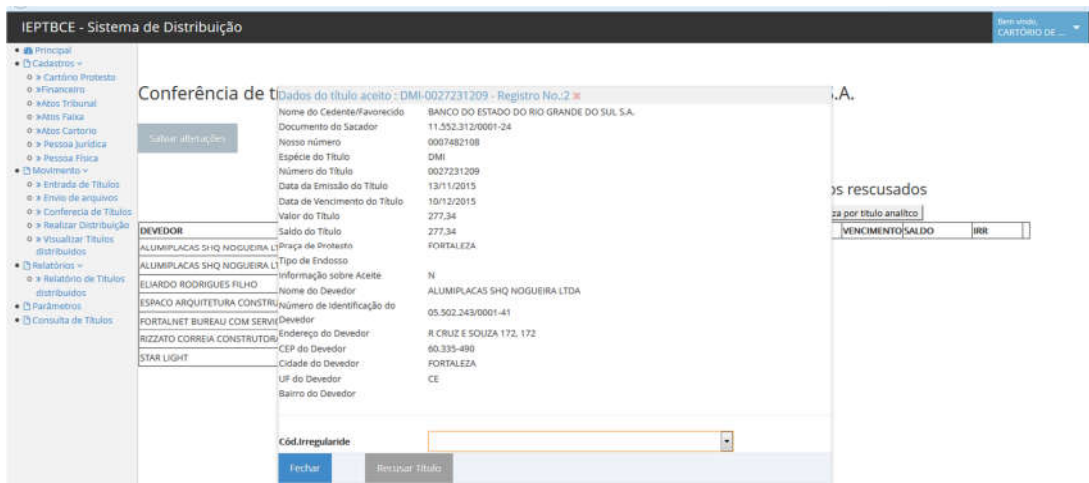 IEPTBCE - Sistema de Distribuição
Bem vindo,
CARTÓRIO DE ...
Principal
Cadastros
» Cartório Protesto
»Financeiro
»Atos Tribunal
»Atos Faixa
»Atos Cartorio
» Pessoa Jurídica
» Pessoa Física
Movimento
» Entrada de Títulos
» Envio de arquivos
» Conferecia de Títulos
» Realizar Distribuição
» Visualizar Títulos
distribuidos
Relatórios
» Relatório de Títulos
distribuidos
Parâmetros
Consulta de Títulos
Conferência de t
.A.
Salvar alterações
os rescusados
za por título analítco
DEVEDOR
VENCIMENTO SALDO IRR
ALUMIPLACAS SHQ NOGUEIRA LT
ALUMIPLACAS SHQ NOGUEIRA LT
ELIARDO RODRIGUES FILHO
ESPACO ARQUITETURA CONSTRU
FORTALNET BUREAU COM SERVI
RIZZATO CORREIA CONSTRUTORA
STAR LIGHT
Dados do título aceito : DMI-0027231209 - Registro No.:2 ×
Nome do Cedente/Favorecido BANCO DO ESTADO DO RIO GRANDE DO SUL S.A.
Documento do Sacador 11.552.312/0001-24
Nosso número 0007482108
Espécie do Título DMI
Número do Título 0027231209
Data da Emissão do Título 13/11/2015
Data de Vencimento do Título 10/12/2015
Valor do Título 277,34
Saldo do Título 277,34
Praça de Protesto FORTALEZA
Tipo de Endosso
Informação sobre Aceite N
Nome do Devedor ALUMIPLACAS SHQ NOGUEIRA LTDA
Número de Identificação do
Devedor 05.502.243/0001-41
Endereço do Devedor R CRUZ E SOUZA 172, 172
CEP do Devedor 60.335-490
Cidade do Devedor FORTALEZA
UF do Devedor CE
Bairro do Devedor
Cód.Irregularide
Fechar Recusar Título